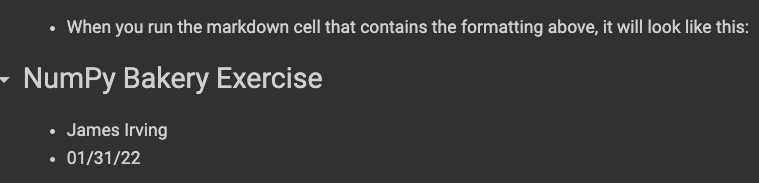 When you run the markdown cell that contains the formatting above, it will look like this:
NumPy Bakery Exercise
James Irving
01/31/22